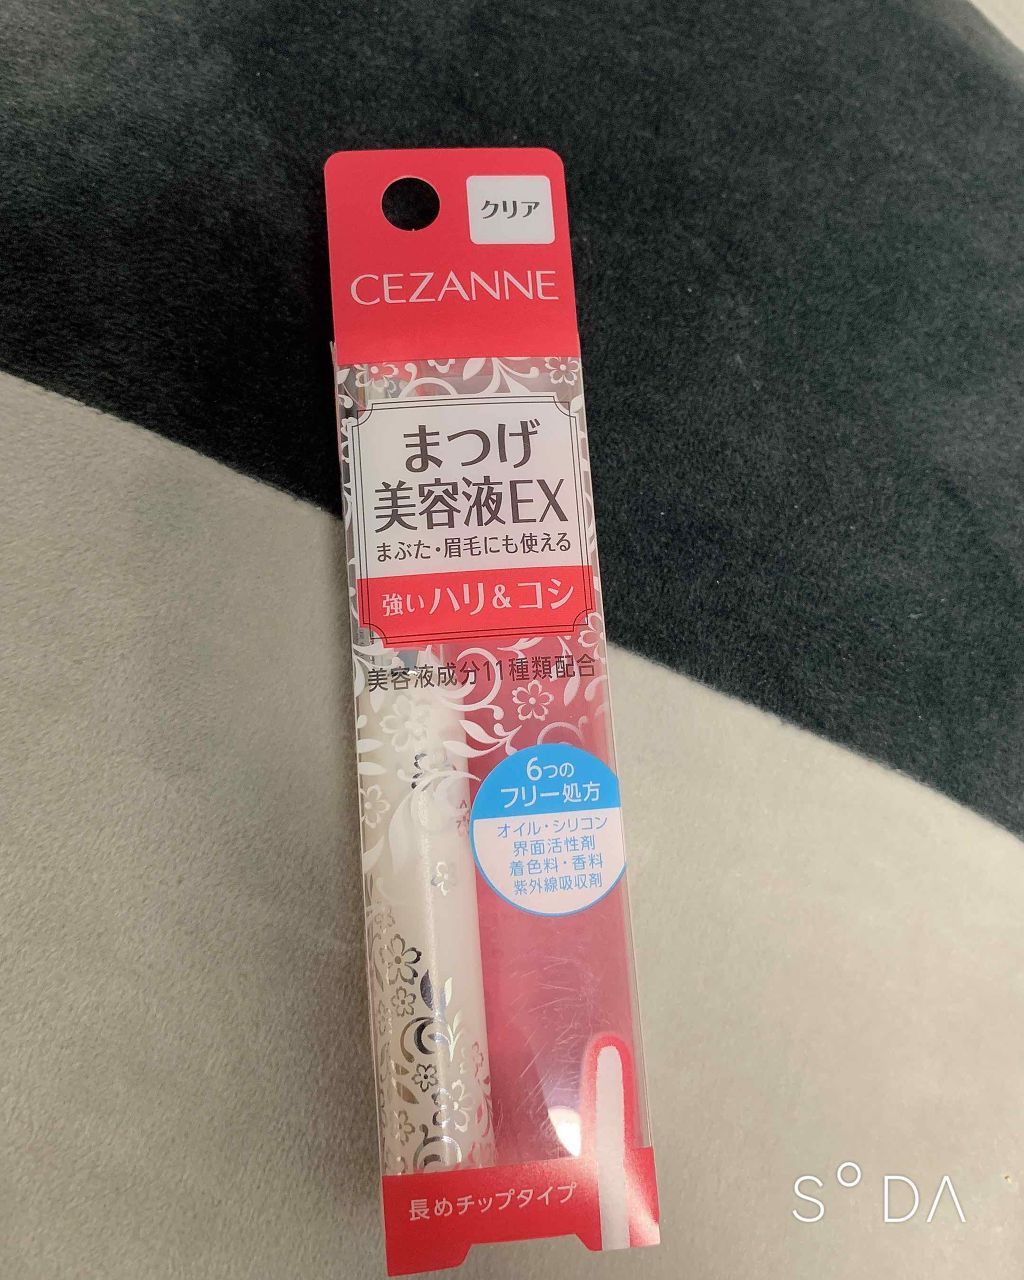 クリア
CEZANNE
まつげ
美容液EX
まぶた・眉毛にも使える
強いハリ&コシ
美容液成分11種類配合
6つの
フリー処方
オイル・シリコン
界面活性剤
着色料・香料
紫外線吸収剤
長めチップタイプ
S°DA